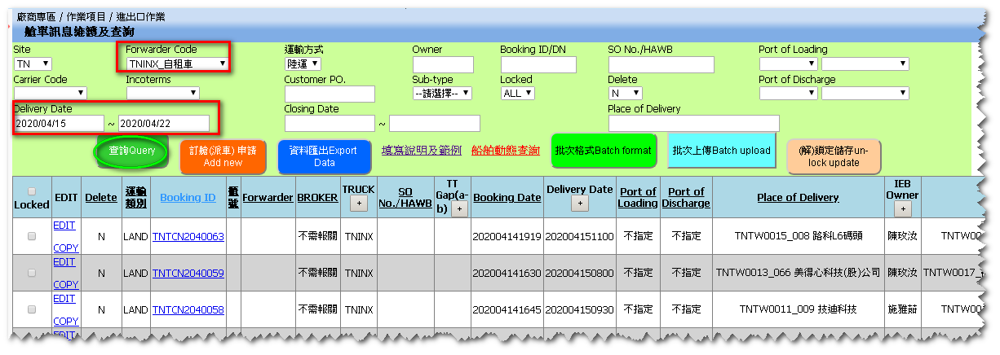 廠商專區 / 作業項目 / 進出口作業
艙單訊息維護及查詢
Site Forwarder Code 運輸方式 Owner Booking ID/DN SO No./HAWB Port of Loading
TN TNINX_自租車 陸運
Carrier Code Incoterms Customer PO. Sub-type Locked Delete Port of Discharge
--請選擇-- ALL N
Delivery Date Closing Date Place of Delivery
2020/04/15 ~ 2020/04/22 ~
查詢Query 訂艙(派車) 申請 Add new 資料匯出Export Data 填寫說明及範例 船舶動態查詢 批次格式Batch format 批次上傳Batch upload (解)鎖定儲存un-lock update
Locked EDIT Delete 運輸類別 Booking ID 櫃號 Forwarder BROKER TRUCK + SO No./HAWB TT Gap(a-b) + Booking Date Delivery Date + Port of Loading Port of Discharge Place of Delivery IEB Owner +
EDIT COPY N LAND TNTCN2040063 不需報關 TNINX 202004141919 202004151100 不指定 不指定 TNTW0015_008 路科L6碼頭 陳玫汝 TNTW00
EDIT COPY N LAND TNTCN2040059 不需報關 TNINX 202004141630 202004150800 不指定 不指定 TNTW0013_066 美得心科技(股)公司 陳玫汝 TNTW0017_
EDIT COPY N LAND TNTCN2040058 不需報關 TNINX 202004141645 202004150930 不指定 不指定 TNTW0011_009 技迪科技 施雅茹 TNTW00
EDIT